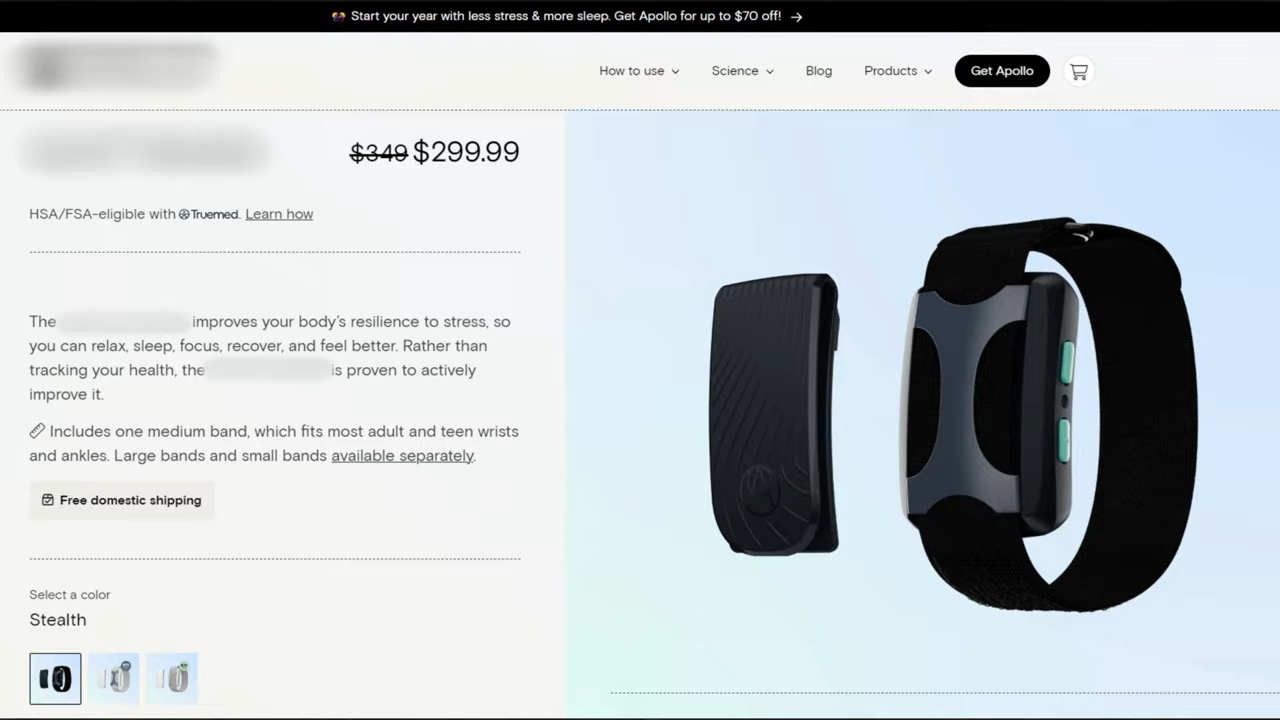 Start your year with less stress & more sleep. Get Apollo for up to $70 off! →
How to use
Science
Blog
Products
Get Apollo
$349 $299.99
HSA/FSA-eligible with Truemed. Learn how
The improves your body's resilience to stress, so
you can relax, sleep, focus, recover, and feel better. Rather than
tracking your health, the is proven to actively
improve it.
Includes one medium band, which fits most adult and teen wrists
and ankles. Large bands and small bands available separately.
Free domestic shipping
Select a color
Stealth